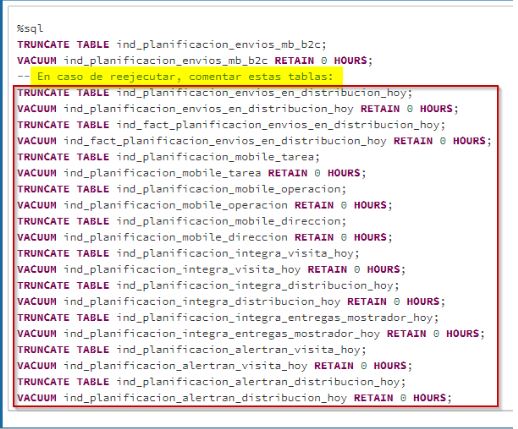 %sql
TRUNCATE TABLE ind_planificacion_envios_mb_b2c;
VACUUM ind_planificacion_envios_mb_b2c RETAIN 0 HOURS;
-- En caso de reejecutar, comentar estas tablas:
TRUNCATE TABLE ind_planificacion_envios_en_distribucion_hoy;
VACUUM ind_planificacion_envios_en_distribucion_hoy RETAIN 0 HOURS;
TRUNCATE TABLE ind_fact_planificacion_envios_en_distribucion_hoy;
VACUUM ind_fact_planificacion_envios_en_distribucion_hoy RETAIN 0 HOURS;
TRUNCATE TABLE ind_planificacion_mobile_tarea;
VACUUM ind_planificacion_mobile_tarea RETAIN 0 HOURS;
TRUNCATE TABLE ind_planificacion_mobile_operacion;
VACUUM ind_planificacion_mobile_operacion RETAIN 0 HOURS;
TRUNCATE TABLE ind_planificacion_mobile_direccion;
VACUUM ind_planificacion_mobile_direccion RETAIN 0 HOURS;
TRUNCATE TABLE ind_planificacion_integra_visita_hoy;
VACUUM ind_planificacion_integra_visita_hoy RETAIN 0 HOURS;
TRUNCATE TABLE ind_planificacion_integra_distribucion_hoy;
VACUUM ind_planificacion_integra_distribucion_hoy RETAIN 0 HOURS;
TRUNCATE TABLE ind_planificacion_integra_entregas_mostrador_hoy;
VACUUM ind_planificacion_integra_entregas_mostrador_hoy RETAIN 0 HOURS;
TRUNCATE TABLE ind_planificacion_alertran_visita_hoy;
VACUUM ind_planificacion_alertran_visita_hoy RETAIN 0 HOURS;
TRUNCATE TABLE ind_planificacion_alertran_distribucion_hoy;
VACUUM ind_planificacion_alertran_distribucion_hoy RETAIN 0 HOURS;